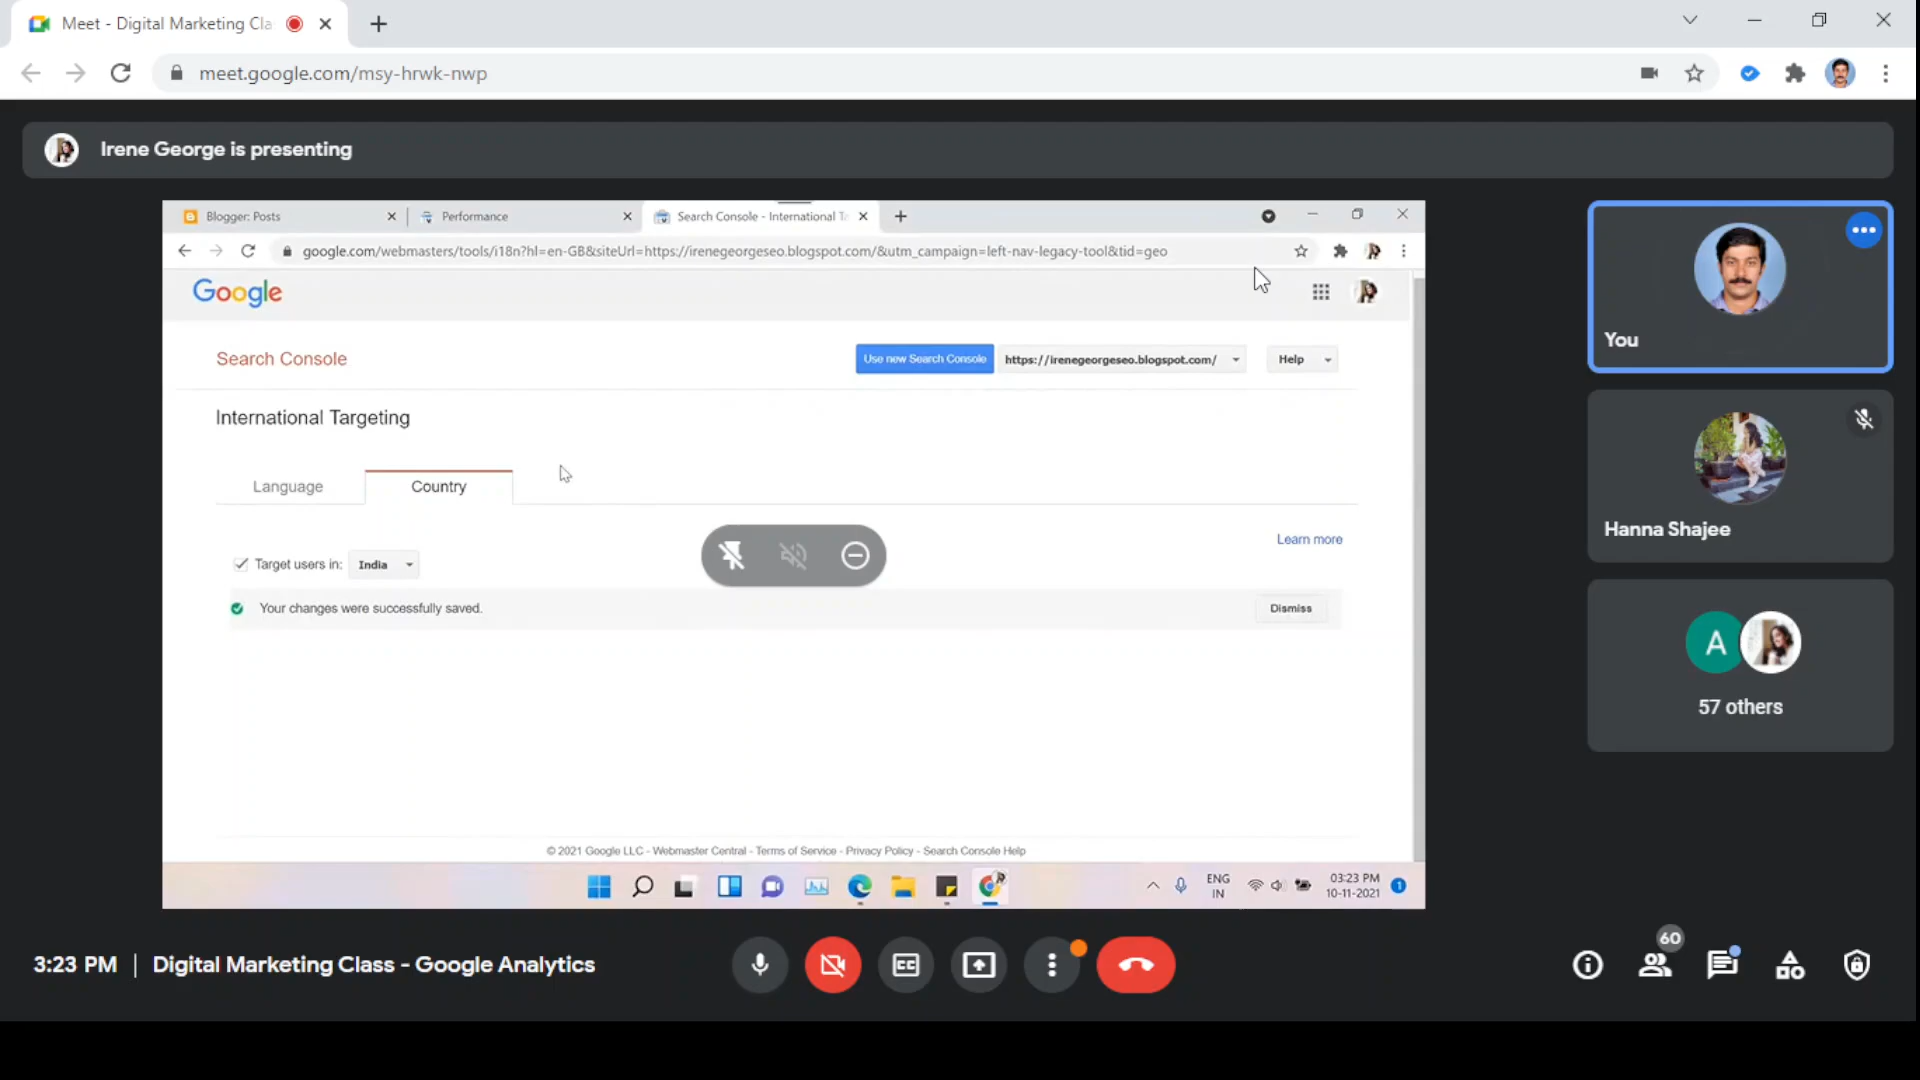 Meet - Digital Marketing Cla
meet.google.com/msy-hrwk-nwp
Irene George is presenting
Blogger: Posts
Performance
Search Console - International Ta
google.com/webmasters/tools/i18n?hl=en-GB&siteUrl=https://irenegeorgeseo.blogspot.com/&utm_campaign=left-nav-legacy-tool&tid=geo
Google
Search Console
Use new Search Console
https://irenegeorgeseo.blogspot.com/
Help
International Targeting
Language
Country
Learn more
Target users in:
India
Your changes were successfully saved.
Dismiss
© 2021 Google LLC - Webmaster Central - Terms of Service - Privacy Policy - Search Console Help
ENG
IN
03:23 PM
10-11-2021
1
You
Hanna Shajee
A
57 others
3:23 PM
Digital Marketing Class - Google Analytics
CC
60